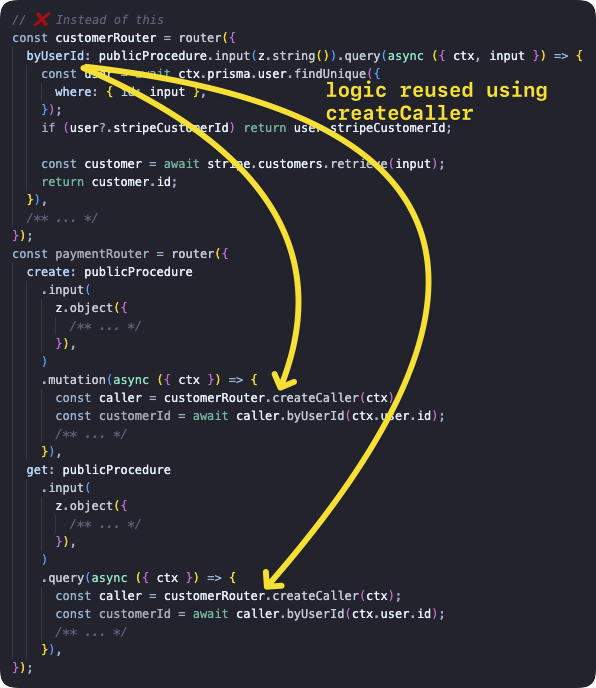 // ❌ Instead of this
const customerRouter = router({
  byUserId: publicProcedure.input(z.string()).query(async ({ ctx, input }) => {
    const user = await ctx.prisma.user.findUnique({
      where: { id: input },
    });
    if (user?.stripeCustomerId) return user.stripeCustomerId;

    const customer = await stripe.customers.retrieve(input);
    return customer.id;
  }),
  /** ... */
});
const paymentRouter = router({
  create: publicProcedure
    .input(
      z.object({
        /** ... */
      }),
    )
    .mutation(async ({ ctx }) => {
      const caller = customerRouter.createCaller(ctx)
      const customerId = await caller.byUserId(ctx.user.id);
      /** ... */
    }),
  get: publicProcedure
    .input(
      z.object({
        /** ... */
      }),
    )
    .query(async ({ ctx }) => {
      const caller = customerRouter.createCaller(ctx);
      const customerId = await caller.byUserId(ctx.user.id);
      /** ... */
    }),
});
logic reused using
createCaller